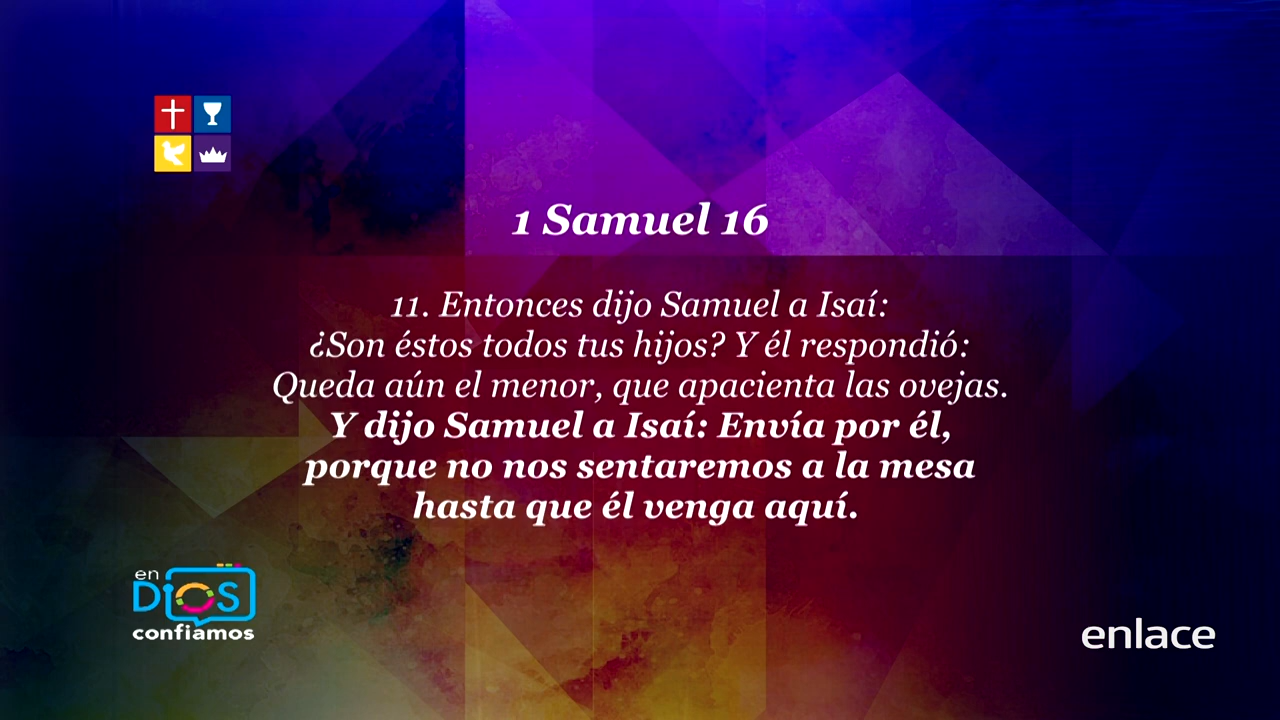 1 Samuel 16
11. Entonces dijo Samuel a Isaí:
¿Son éstos todos tus hijos? Y él respondió:
Queda aún el menor, que apacienta las ovejas.
Y dijo Samuel a Isaí: Envía por él,
porque no nos sentaremos a la mesa
hasta que él venga aquí.
en
DiOS
confiamos
enlace